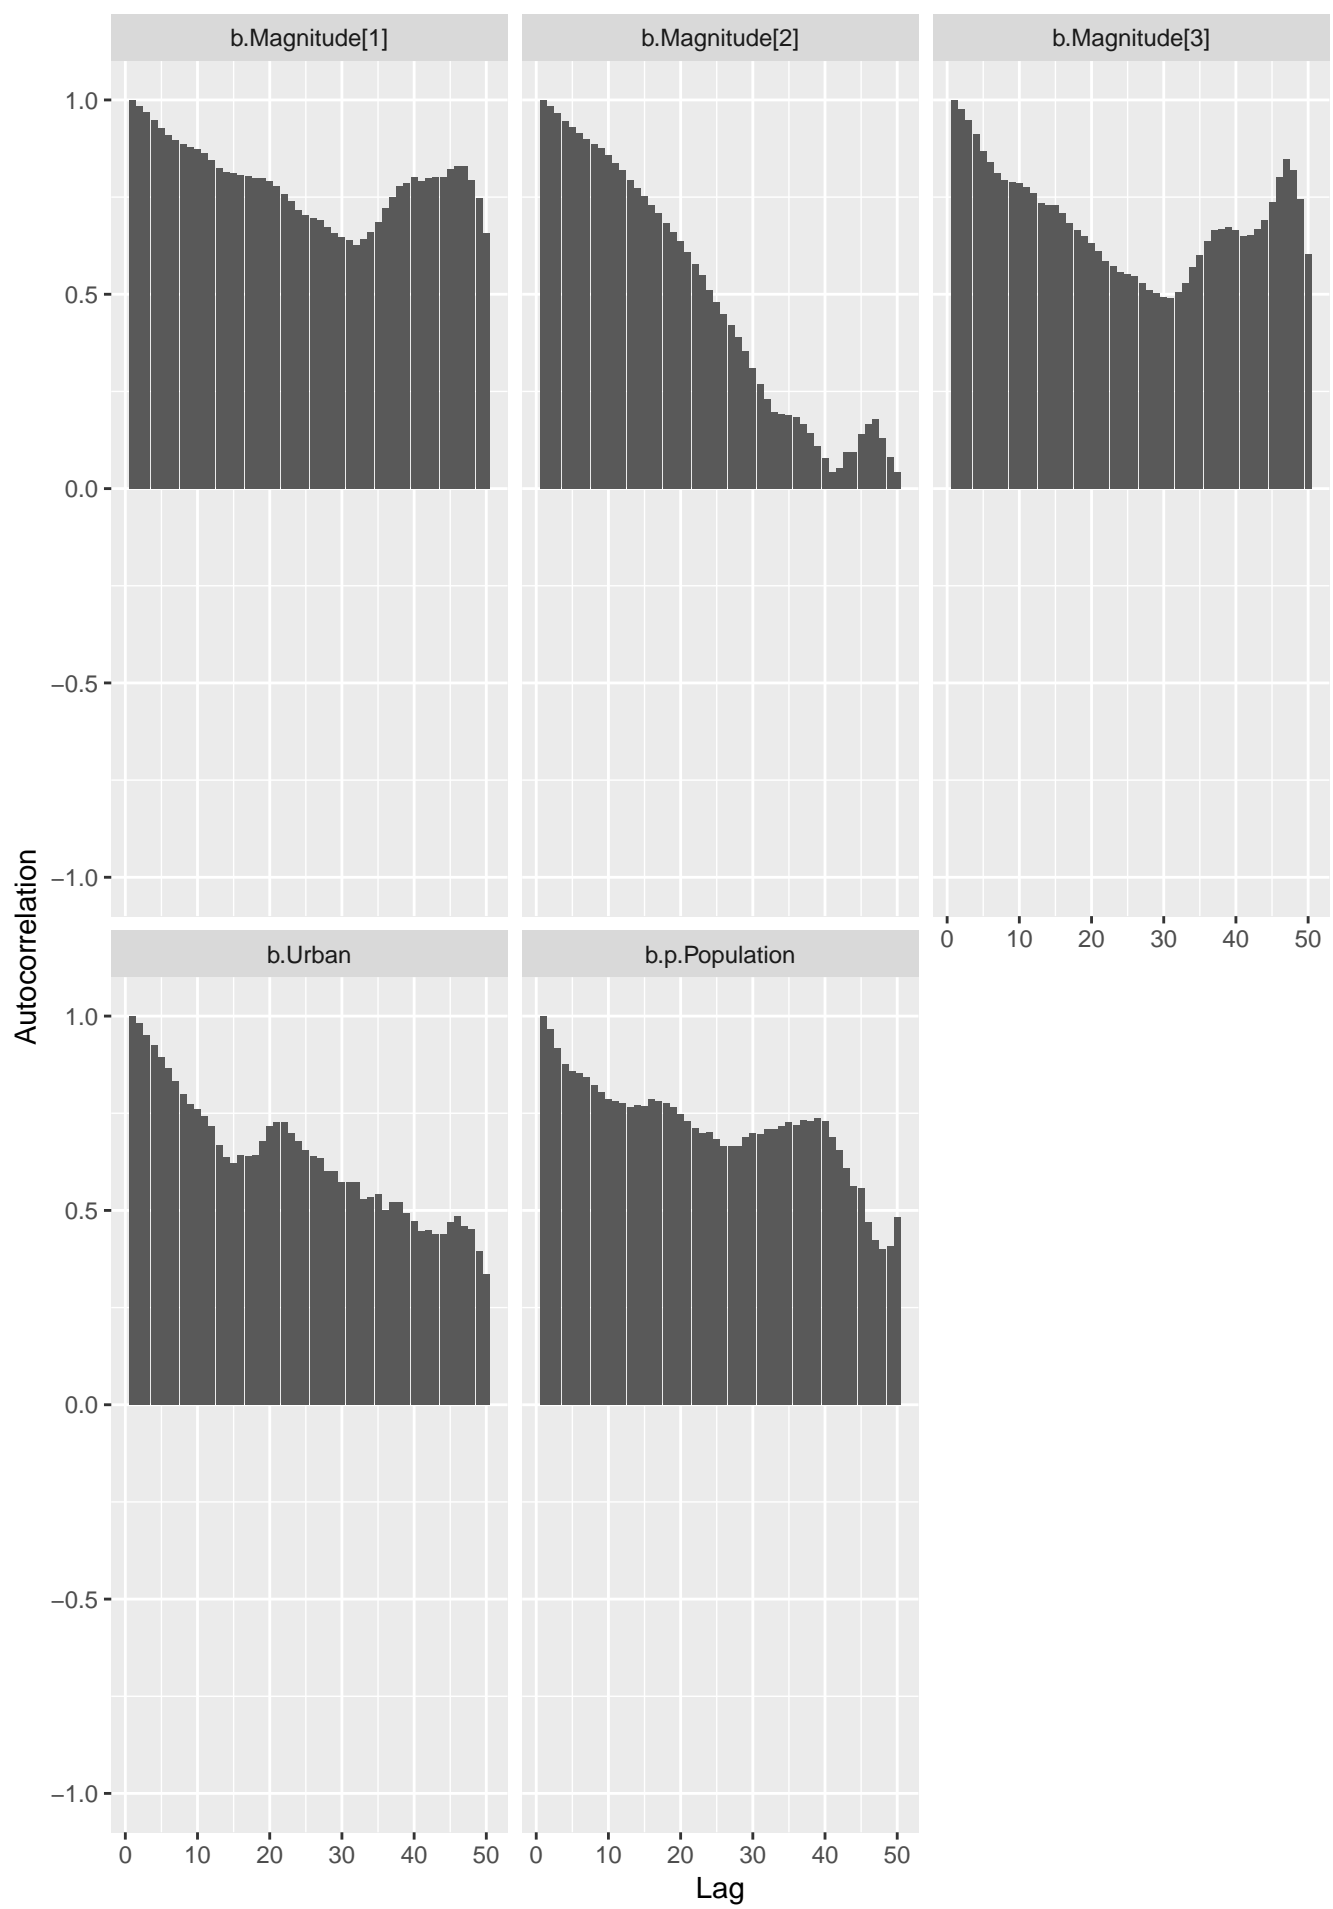 b.Magnitude[1] b.Magnitude[2] b.Magnitude[3]
1.0
0.5
0.0
−0.5
−1.0
0 10 20 30 40 50
b.Urban b.p.Population
1.0
0.5
0.0
−0.5
−1.0
0 10 20 30 40 50 0 10 20 30 40 50
Lag
Autocorrelation